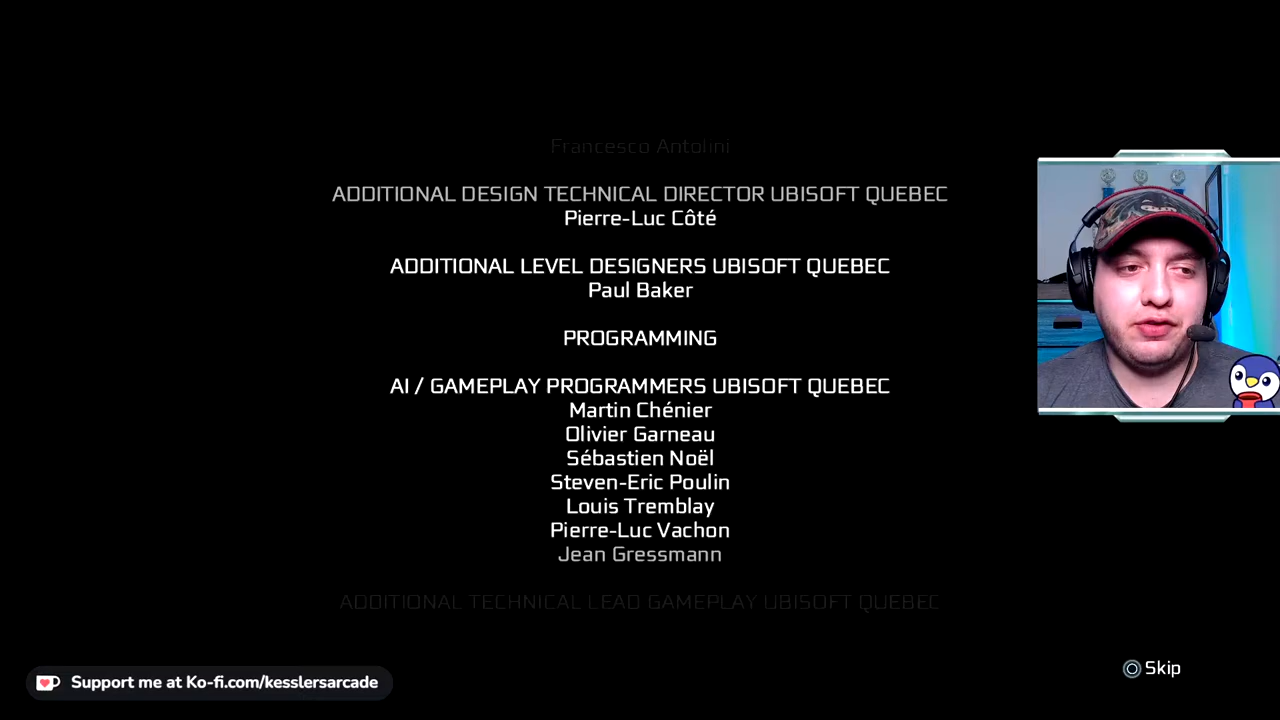 Francesco Antolini
ADDITIONAL DESIGN TECHNICAL DIRECTOR UBISOFT QUEBEC
Pierre-Luc Côté
ADDITIONAL LEVEL DESIGNERS UBISOFT QUEBEC
Paul Baker
PROGRAMMING
AI / GAMEPLAY PROGRAMMERS UBISOFT QUEBEC
Martin Chénier
Olivier Garneau
Sébastien Noël
Steven-Eric Poulin
Louis Tremblay
Pierre-Luc Vachon
Jean Gressmann
ADDITIONAL TECHNICAL LEAD GAMEPLAY UBISOFT QUEBEC
Skip
Support me at Ko-fi.com/kesslersarcade